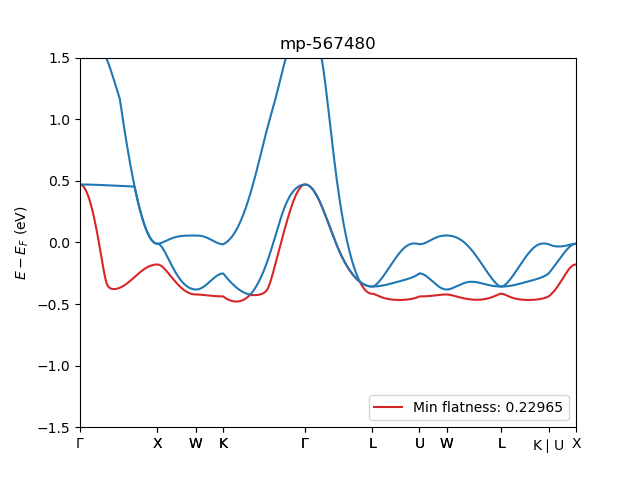 mp-567480
1.5
1.0
0.5
0.0
−0.5
−1.0
−1.5
E − E_F (eV)
Min flatness: 0.22965
Γ X W K Γ L U W L K | U X